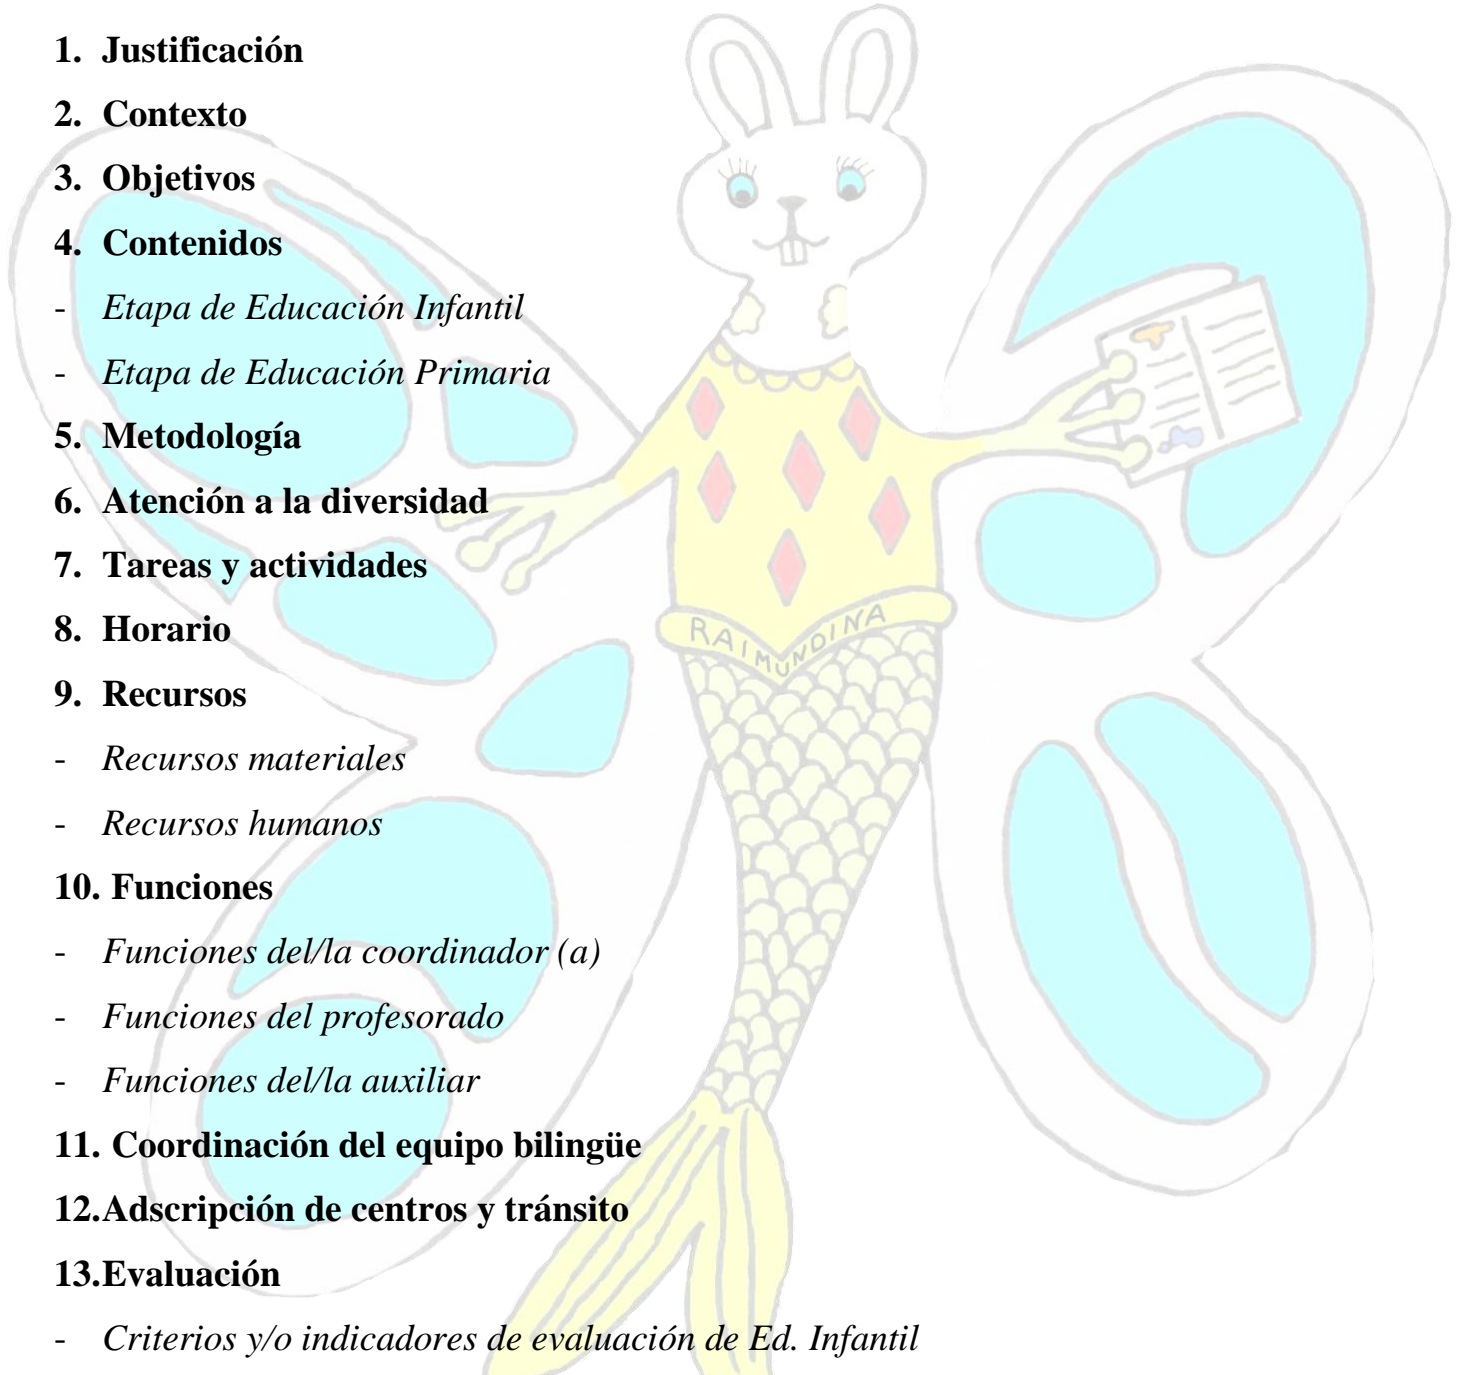 1. Justificación
2. Contexto
3. Objetivos
4. Contenidos
- Etapa de Educación Infantil
- Etapa de Educación Primaria
5. Metodología
6. Atención a la diversidad
7. Tareas y actividades
8. Horario
RAIMUNDINA
9. Recursos
- Recursos materiales
- Recursos humanos
10. Funciones
- Funciones del/la coordinador (a)
- Funciones del profesorado
- Funciones del/la auxiliar
11. Coordinación del equipo bilingüe
12.Adscripción de centros y tránsito
13.Evaluación
- Criterios y/o indicadores de evaluación de Ed. Infantil